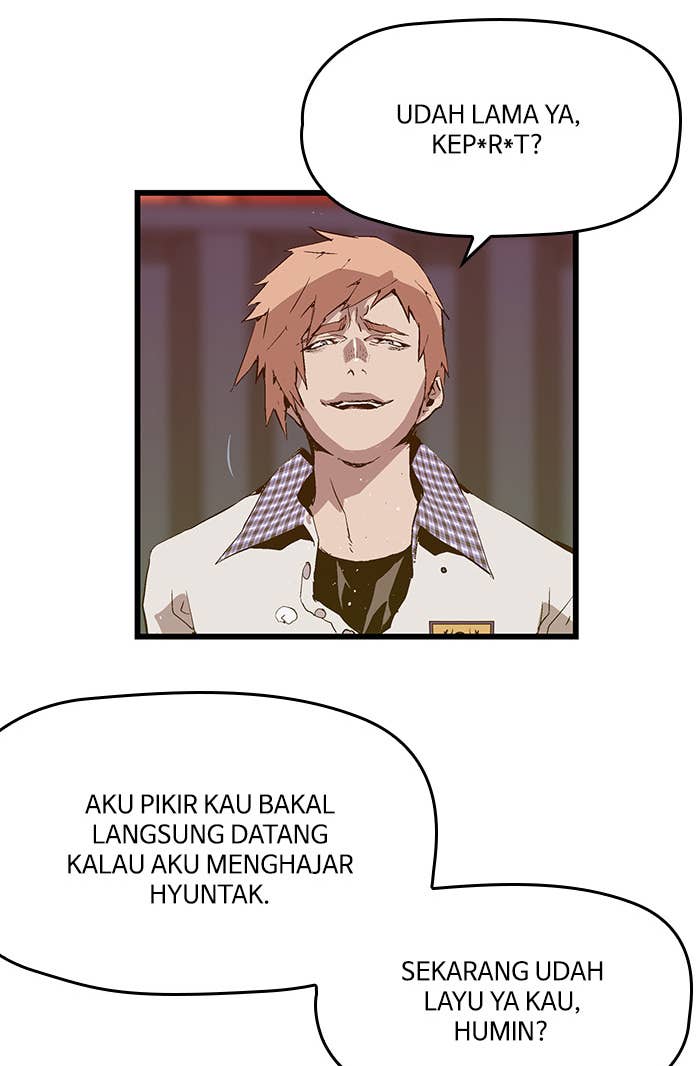 UDAH LAMA YA,
KEP*R*T?
AKU PIKIR KAU BAKAL
LANGSUNG DATANG
KALAU AKU MENGHAJAR
HYUNTAK.
SEKARANG UDAH
LAYU YA KAU,
HUMIN?